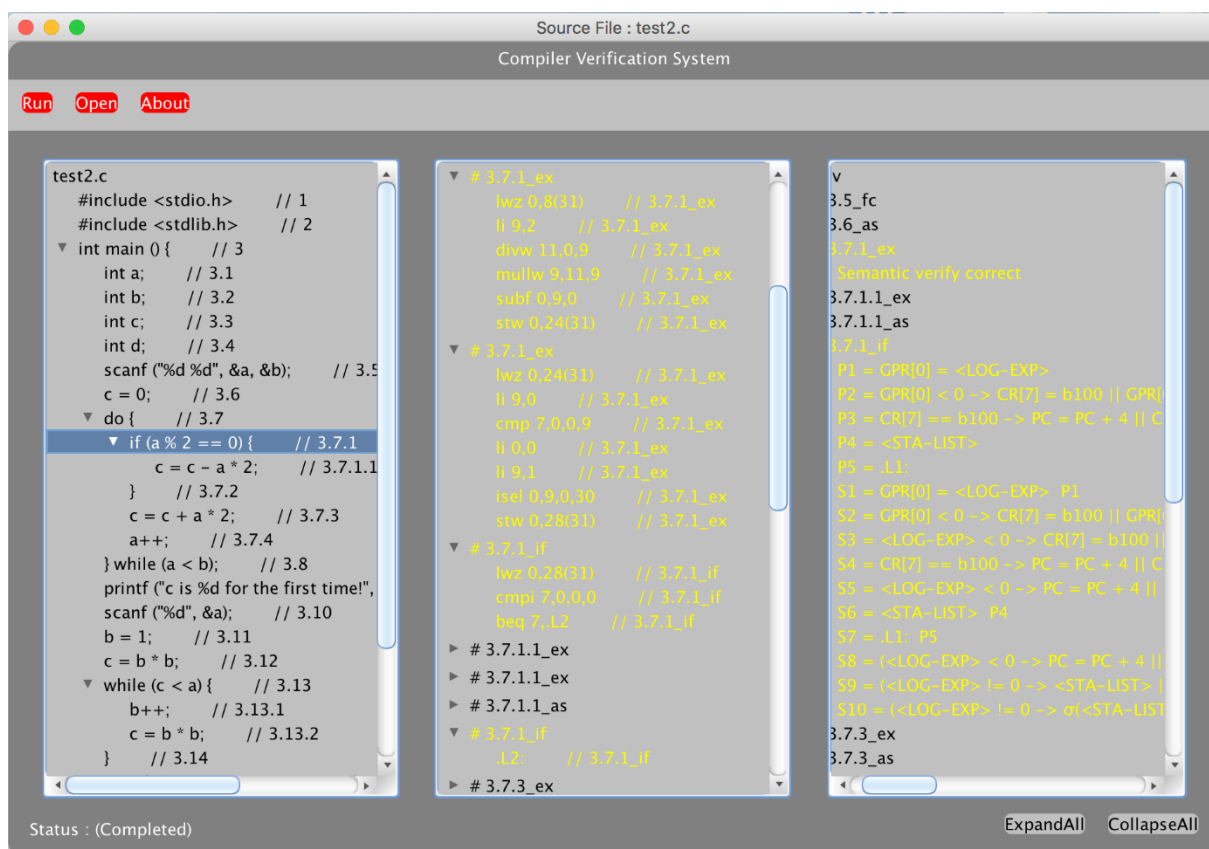 Source File : test2.c
Compiler Verification System
Run Open About
test2.c
#include <stdio.h> // 1
#include <stdlib.h> // 2
int main () { // 3
int a; // 3.1
int b; // 3.2
int c; // 3.3
int d; // 3.4
scanf ("%d %d", &a, &b); // 3.5
c = 0; // 3.6
do { // 3.7
if (a % 2 == 0) { // 3.7.1
c = c - a * 2; // 3.7.1.1
} // 3.7.2
c = c + a * 2; // 3.7.3
a++; // 3.7.4
} while (a < b); // 3.8
printf ("c is %d for the first time!",
scanf ("%d", &a); // 3.10
b = 1; // 3.11
c = b * b; // 3.12
while (c < a) { // 3.13
b++; // 3.13.1
c = b * b; // 3.13.2
} // 3.14
# 3.7.1_ex
lwz 0,8(31) // 3.7.1_ex
li 9,2 // 3.7.1_ex
divw 11,0,9 // 3.7.1_ex
mullw 9,11,9 // 3.7.1_ex
subf 0,9,0 // 3.7.1_ex
stw 0,24(31) // 3.7.1_ex
# 3.7.1_ex
lwz 0,24(31) // 3.7.1_ex
li 9,0 // 3.7.1_ex
cmp 7,0,0,9 // 3.7.1_ex
li 0,0 // 3.7.1_ex
li 9,1 // 3.7.1_ex
isel 0,9,0,30 // 3.7.1_ex
stw 0,28(31) // 3.7.1_ex
# 3.7.1_if
lwz 0,28(31) // 3.7.1_if
cmpi 7,0,0,0 // 3.7.1_if
beq 7,.L2 // 3.7.1_if
# 3.7.1.1_ex
# 3.7.1.1_ex
# 3.7.1.1_as
# 3.7.1_if
.L2: // 3.7.1_if
# 3.7.3_ex
v
3.5_fc
3.6_as
3.7.1_ex
Semantic verify correct
3.7.1.1_ex
3.7.1.1_as
3.7.1_if
P1 = GPR[0] = <LOG-EXP>
P2 = GPR[0] < 0 -> CR[7] = b100 || GPR[
P3 = CR[7] == b100 -> PC = PC + 4 || C
P4 = <STA-LIST>
P5 = .L1:
S1 = GPR[0] = <LOG-EXP> P1
S2 = GPR[0] < 0 -> CR[7] = b100 || GPR[
S3 = <LOG-EXP> < 0 -> CR[7] = b100 ||
S4 = CR[7] == b100 -> PC = PC + 4 || C
S5 = <LOG-EXP> < 0 -> PC = PC + 4 ||
S6 = <STA-LIST> P4
S7 = .L1: P5
S8 = (<LOG-EXP> < 0 -> PC = PC + 4 ||
S9 = (<LOG-EXP> != 0 -> <STA-LIST> |
S10 = (<LOG-EXP> != 0 -> σ(<STA-LIST
3.7.3_ex
3.7.3_as
Status : (Completed)
ExpandAll CollapseAll